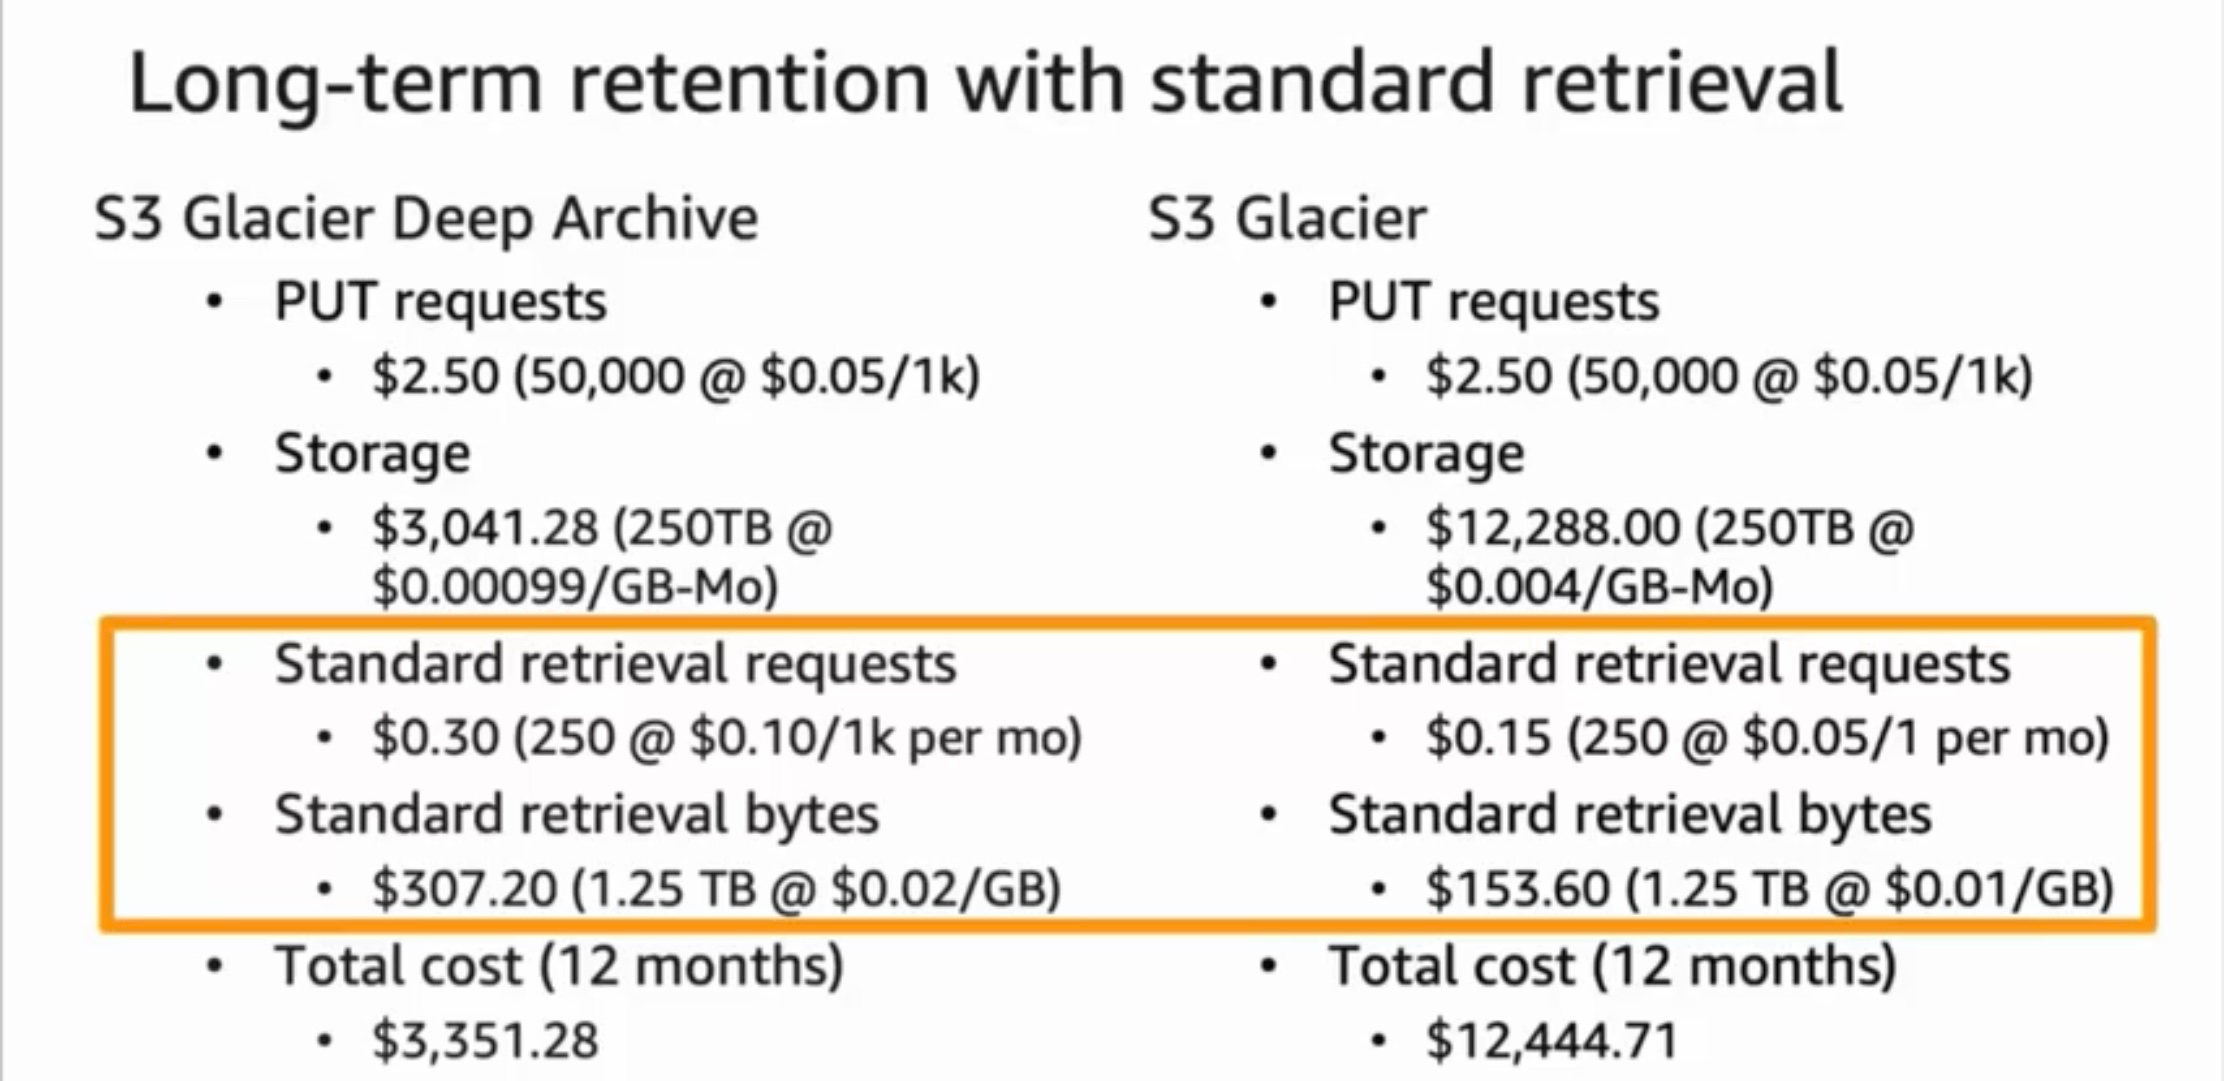 Long-term retention with standard retrieval
S3 Glacier Deep Archive
• PUT requests
• $2.50 (50,000 @ $0.05/1k)
• Storage
• $3,041.28 (250TB @
$0.00099/GB-Mo)
• Standard retrieval requests
• $0.30 (250 @ $0.10/1k per mo)
• Standard retrieval bytes
• $307.20 (1.25 TB @ $0.02/GB)
• Total cost (12 months)
• $3,351.28
S3 Glacier
• PUT requests
• $2.50 (50,000 @ $0.05/1k)
• Storage
• $12,288.00 (250TB @
$0.004/GB-Mo)
• Standard retrieval requests
• $0.15 (250 @ $0.05/1 per mo)
• Standard retrieval bytes
• $153.60 (1.25 TB @ $0.01/GB)
• Total cost (12 months)
• $12,444.71